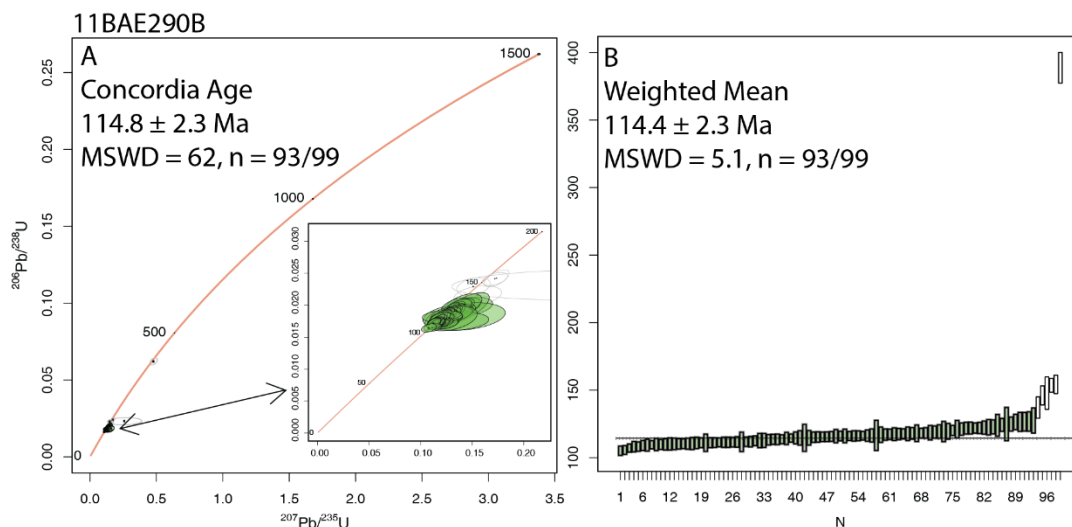 11BAE290B
A
Concordia Age
114.8 ± 2.3 Ma
MSWD = 62, n = 93/99
206Pb/238U
0.25
0.20
0.15
0.10
0.05
0.00
0
500
1000
1500
0.0 0.5 1.0 1.5 2.0 2.5 3.0 3.5
207Pb/235U
0.030
0.025
0.020
0.015
0.010
0.005
0.000
0
50
100
150
200
0.00 0.05 0.10 0.15 0.20
B
Weighted Mean
114.4 ± 2.3 Ma
MSWD = 5.1, n = 93/99
400
350
300
250
200
150
100
1 6 12 19 26 33 40 47 54 61 68 75 82 89 96
N